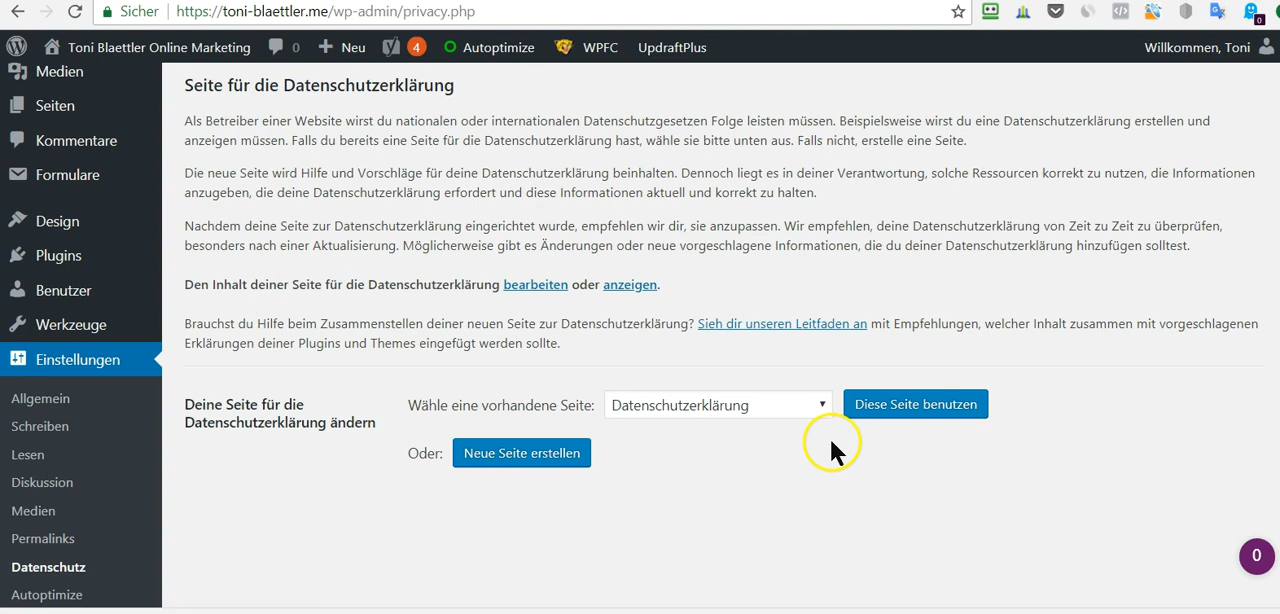 Sicher https://toni-blaettler.me/wp-admin/privacy.php
0
Toni Blaettler Online Marketing 0 Neu 4 Autoptimize WPFC UpdraftPlus Willkommen, Toni
Medien
Seiten
Kommentare
Formulare
Design
Plugins
Benutzer
Werkzeuge
Einstellungen
Allgemein
Schreiben
Lesen
Diskussion
Medien
Permalinks
Datenschutz
Autoptimize
Seite für die Datenschutzerklärung
Als Betreiber einer Website wirst du nationalen oder internationalen Datenschutzgesetzen Folge leisten müssen. Beispielsweise wirst du eine Datenschutzerklärung erstellen und
anzeigen müssen. Falls du bereits eine Seite für die Datenschutzerklärung hast, wähle sie bitte unten aus. Falls nicht, erstelle eine Seite.
Die neue Seite wird Hilfe und Vorschläge für deine Datenschutzerklärung beinhalten. Dennoch liegt es in deiner Verantwortung, solche Ressourcen korrekt zu nutzen, die Informationen
anzugeben, die deine Datenschutzerklärung erfordert und diese Informationen aktuell und korrekt zu halten.
Nachdem deine Seite zur Datenschutzerklärung eingerichtet wurde, empfehlen wir dir, sie anzupassen. Wir empfehlen, deine Datenschutzerklärung von Zeit zu Zeit zu überprüfen,
besonders nach einer Aktualisierung. Möglicherweise gibt es Änderungen oder neue vorgeschlagene Informationen, die du deiner Datenschutzerklärung hinzufügen solltest.
Den Inhalt deiner Seite für die Datenschutzerklärung bearbeiten oder anzeigen.
Brauchst du Hilfe beim Zusammenstellen deiner neuen Seite zur Datenschutzerklärung? Sieh dir unseren Leitfaden an mit Empfehlungen, welcher Inhalt zusammen mit vorgeschlagenen
Erklärungen deiner Plugins und Themes eingefügt werden sollte.
Deine Seite für die
Datenschutzerklärung ändern
Wähle eine vorhandene Seite: Datenschutzerklärung Diese Seite benutzen
Oder: Neue Seite erstellen
0